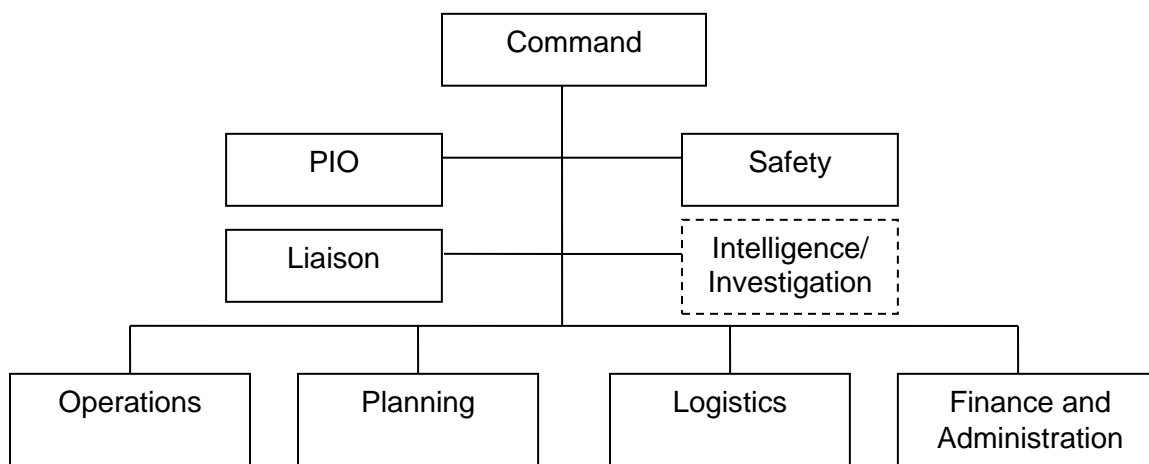 Command
PIO
Safety
Liaison
Intelligence/
Investigation
Operations
Planning
Logistics
Finance and
Administration